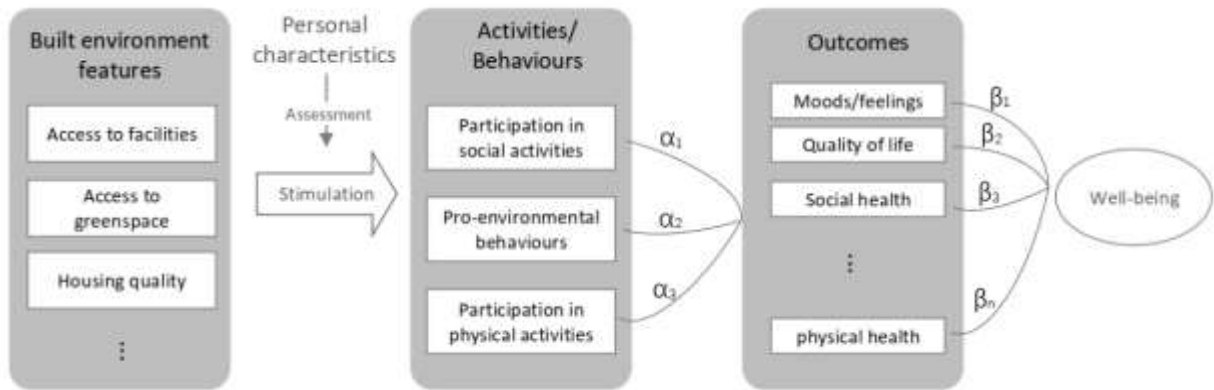 Built environment
features
Access to facilities
Access to
greenspace
Housing quality
⋮
Personal
characteristics
Assessment
Stimulation
Activities/
Behaviours
Participation in
social activities
Pro-environmental
behaviours
Participation in
physical activities
α1
α2
α3
Outcomes
Moods/feelings
Quality of life
Social health
⋮
physical health
β1
β2
β3
βn
Well-being